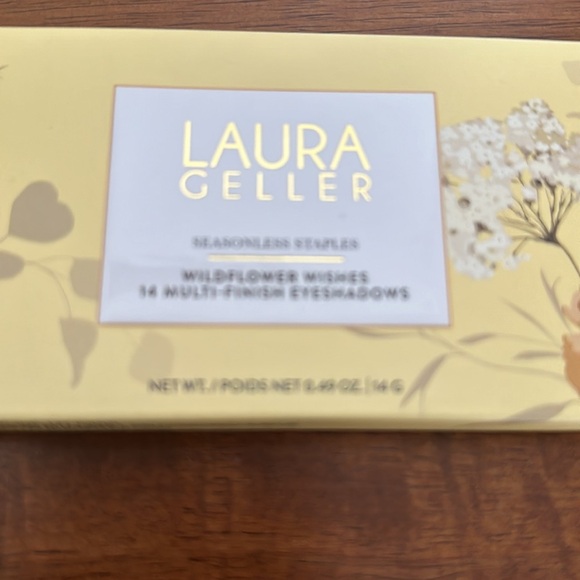 LAURA
GELLER
SEASONLESS STAPLES
WILDFLOWER WISHES
14 MULTI-FINISH EYESHADOWS
NET WT. / POIDS NET 0.49 OZ. | 14 G